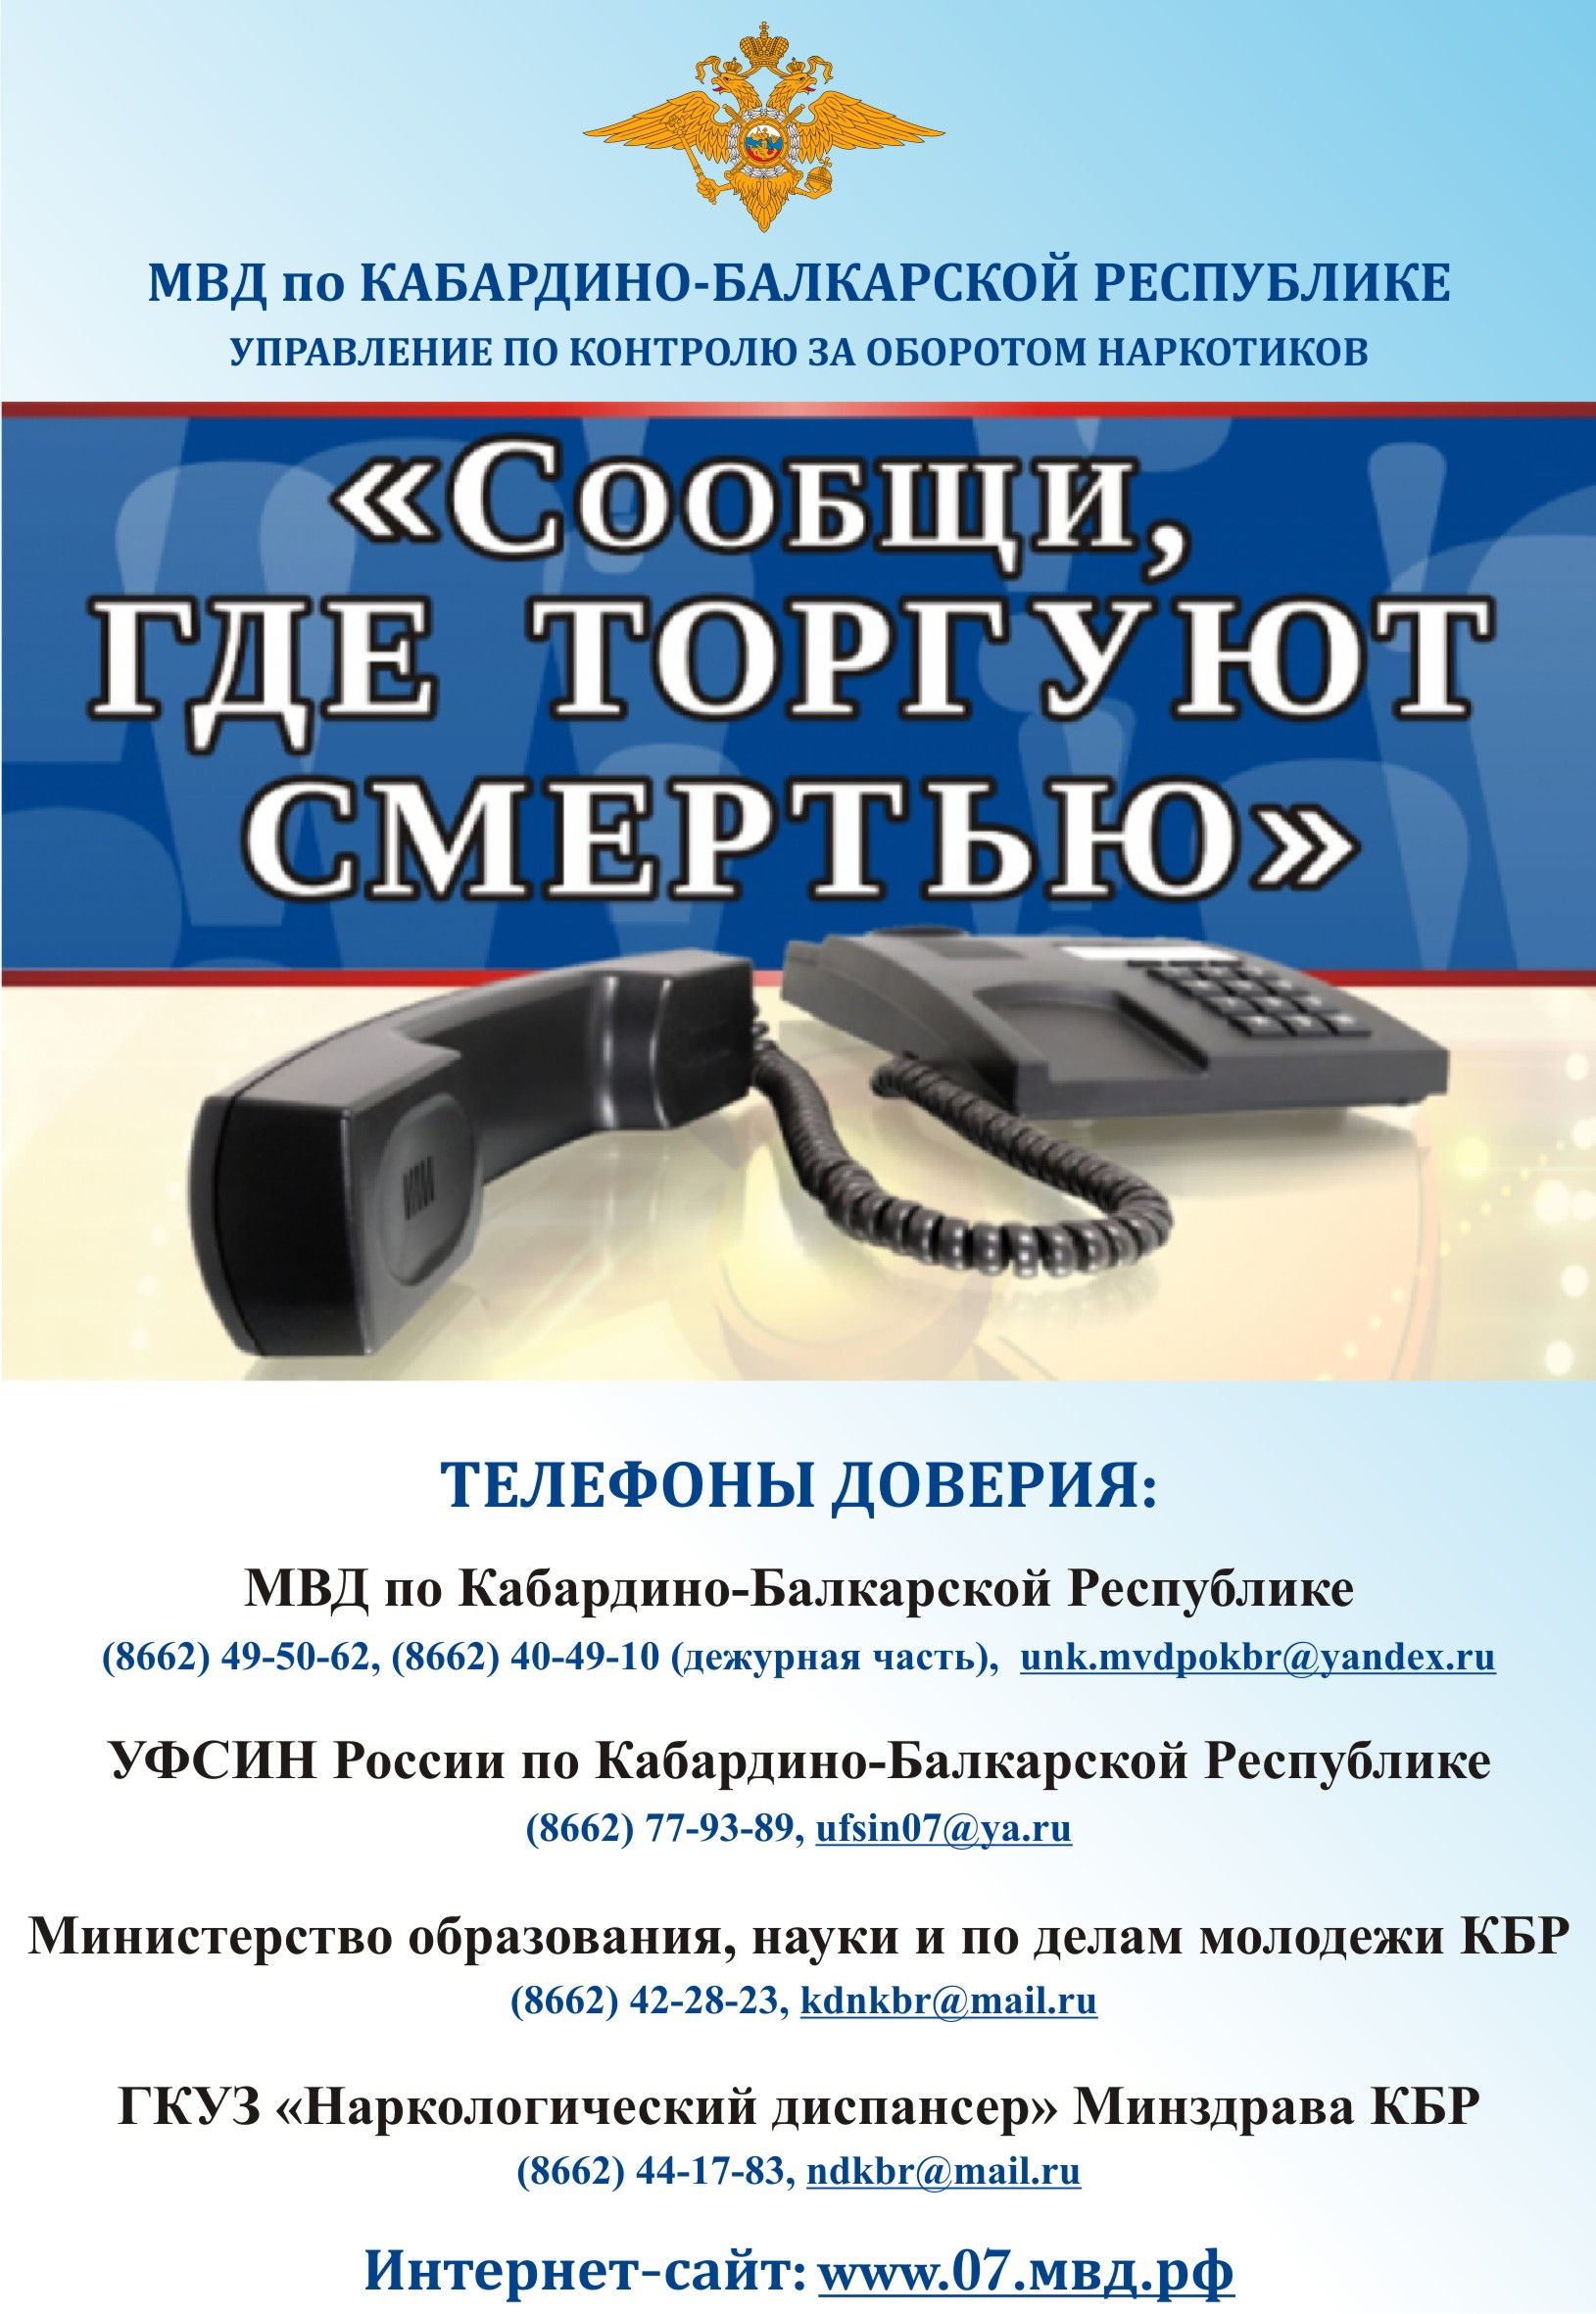 МВД по КАБАРДИНО-БАЛКАРСКОЙ РЕСПУБЛИКЕ
УПРАВЛЕНИЕ ПО КОНТРОЛЮ ЗА ОБОРОТОМ НАРКОТИКОВ
«Сообщи,
ГДЕ ТОРГУЮТ
СМЕРТЬЮ»
ТЕЛЕФОНЫ ДОВЕРИЯ:
МВД по Кабардино-Балкарской Республике
(8662) 49-50-62, (8662) 40-49-10 (дежурная часть), unk.mvdpokbr@yandex.ru
УФСИН России по Кабардино-Балкарской Республике
(8662) 77-93-89, ufsin07@ya.ru
Министерство образования, науки и по делам молодежи КБР
(8662) 42-28-23, kdnkbr@mail.ru
ГКУЗ «Наркологический диспансер» Минздрава КБР
(8662) 44-17-83, ndkbr@mail.ru
Интернет-сайт: www.07.мвд.рф